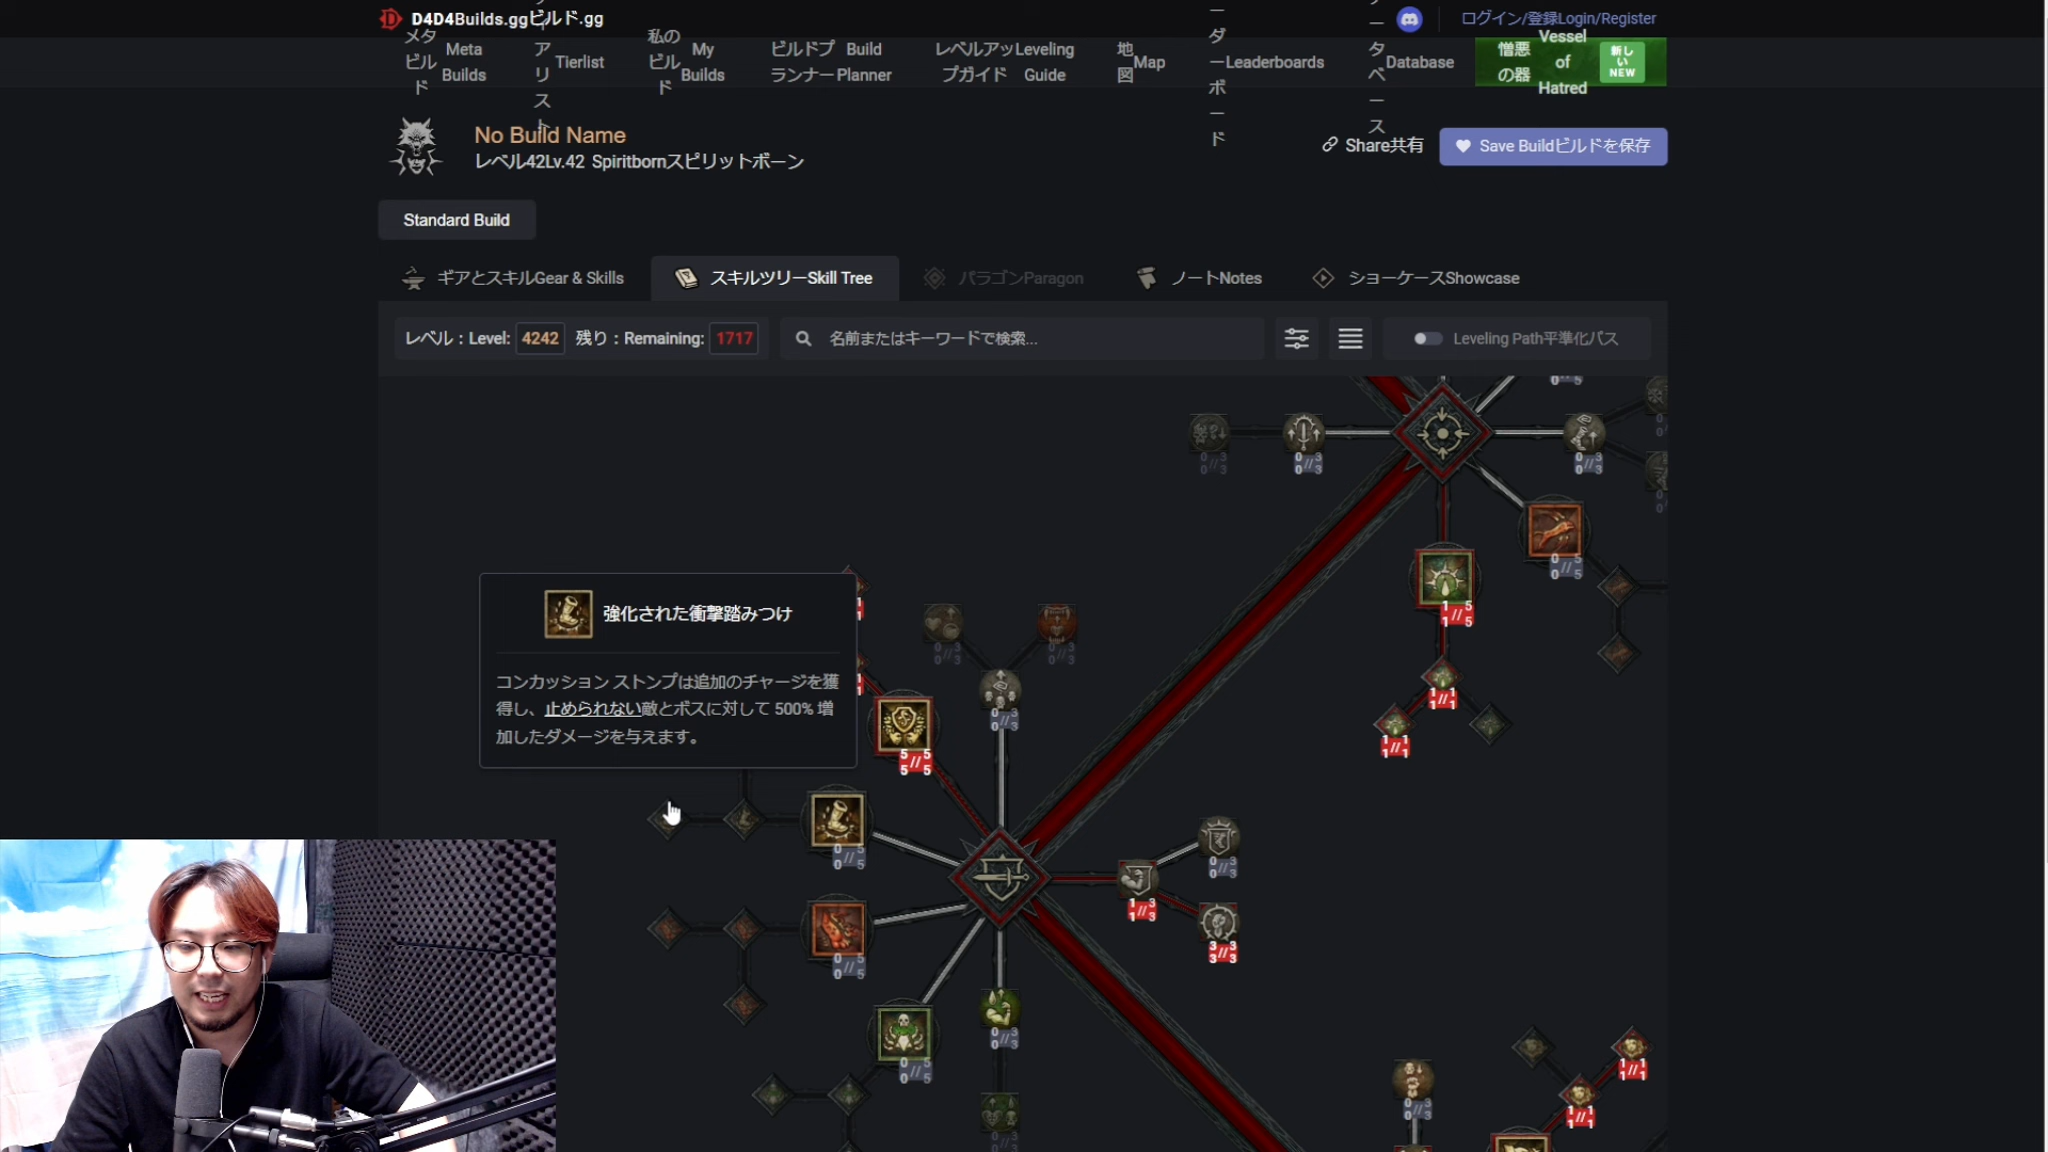 D4D4Builds.ggビルド.gg
ログイン/登録Login/Register
メタビルド Meta Builds
ア リスト Tierlist
私のビルド My Builds
ビルドプランナー Build Planner
レベルアップガイド Leveling Guide
地図Map
ーダーボード Leaderboards
ータベース Database
憎悪の器 Vessel of Hatred 新しい NEW
No Build Name
レベル42Lv.42 Spiritbornスピリットボーン
Share共有
Save Buildビルドを保存
Standard Build
ギアとスキルGear & Skills
スキルツリーSkill Tree
パラゴンParagon
ノートNotes
ショーケースShowcase
レベル：Level: 4242 残り：Remaining: 1717
名前またはキーワードで検索...
Leveling Path平準化パス
強化された衝撃踏みつけ
コンカッション ストンプは追加のチャージを獲
得し、止められない敵とボスに対して 500% 増
加したダメージを与えます。